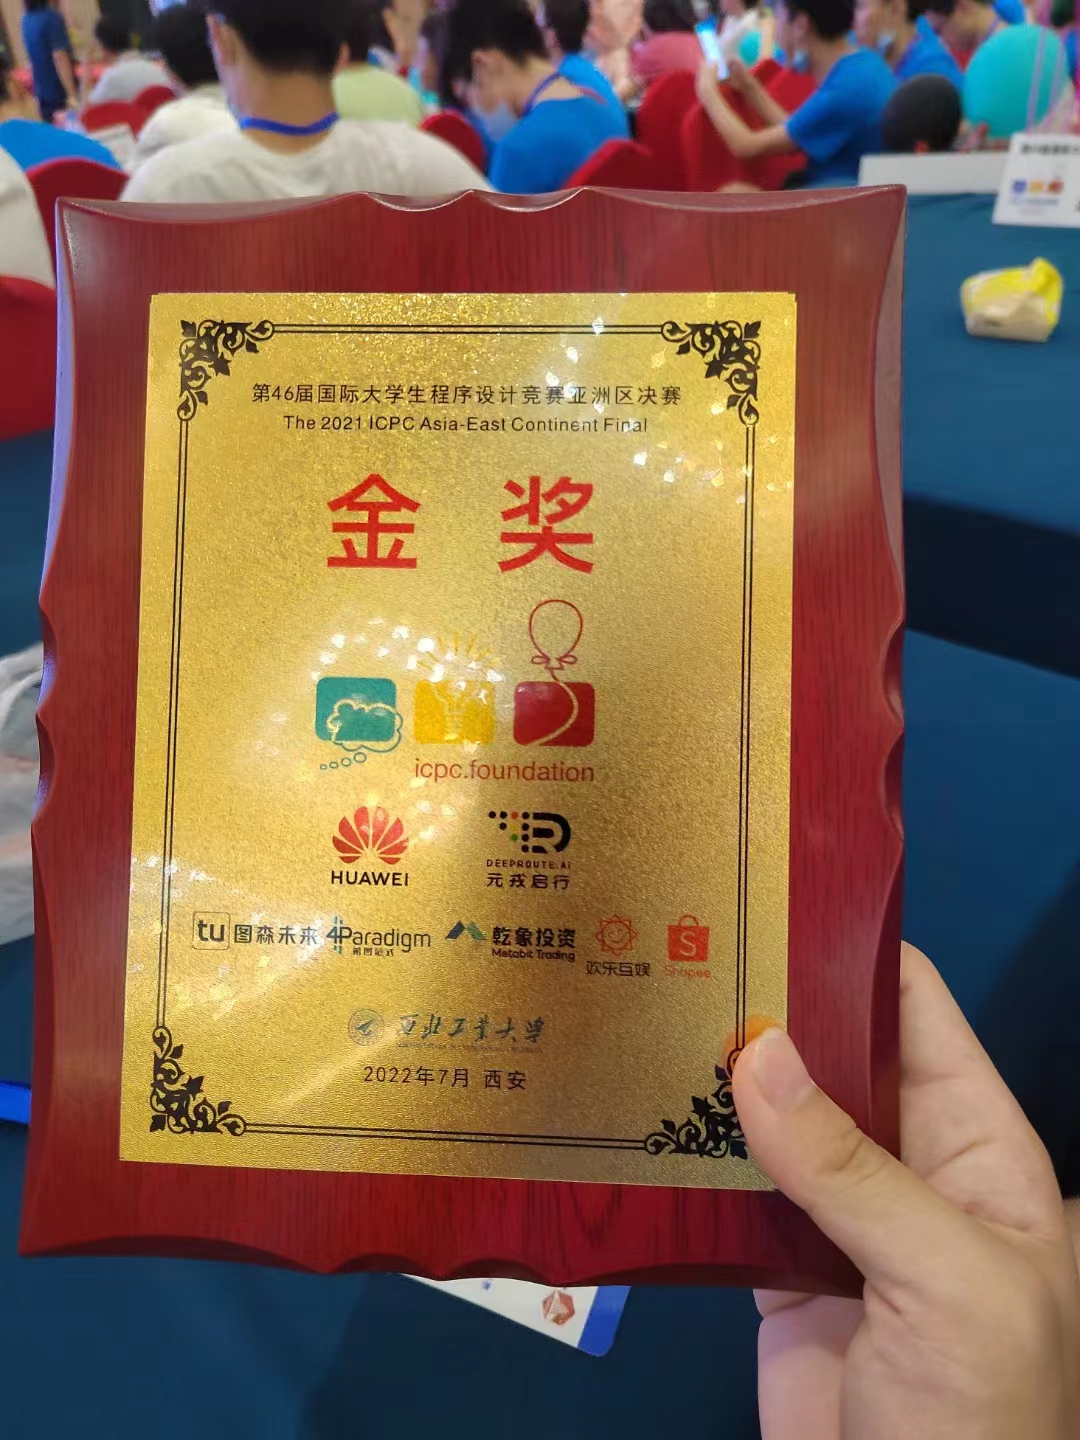 第46届国际大学生程序设计竞赛亚洲区决赛
The 2021 ICPC Asia-East Continent Final
金 奖
icpc.foundation
HUAWEI
DEEPROUTE.AI
元戎启行
tu 图森未来 4Paradigm 第四范式 乾象投资 Metabit Trading 欢乐互娱 S Shopee
西北工业大学
2022年7月 西安